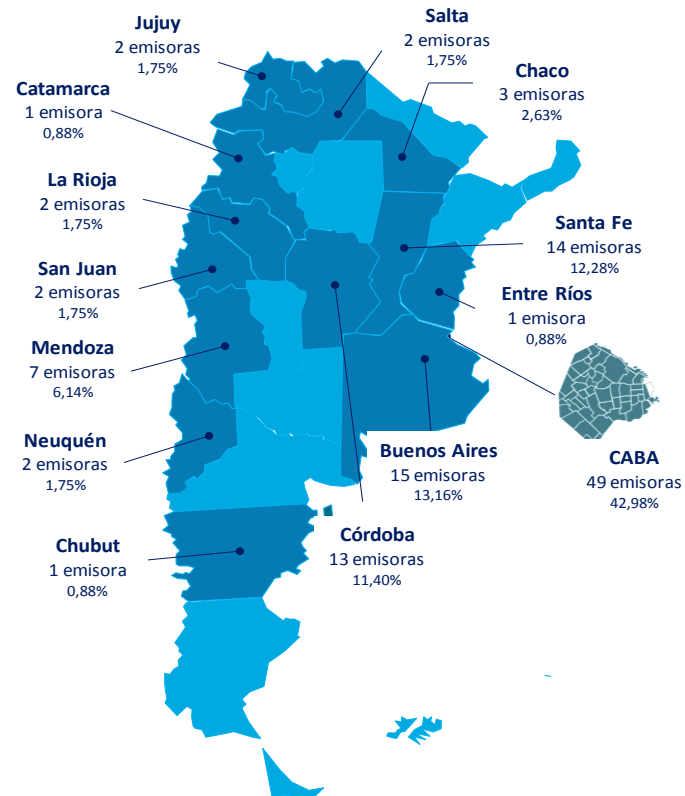 Jujuy
2 emisoras
1,75%
Salta
2 emisoras
1,75%
Chaco
3 emisoras
2,63%
Catamarca
1 emisora
0,88%
La Rioja
2 emisoras
1,75%
Santa Fe
14 emisoras
12,28%
San Juan
2 emisoras
1,75%
Entre Ríos
1 emisora
0,88%
Mendoza
7 emisoras
6,14%
Neuquén
2 emisoras
1,75%
Buenos Aires
15 emisoras
13,16%
CABA
49 emisoras
42,98%
Córdoba
13 emisoras
11,40%
Chubut
1 emisora
0,88%